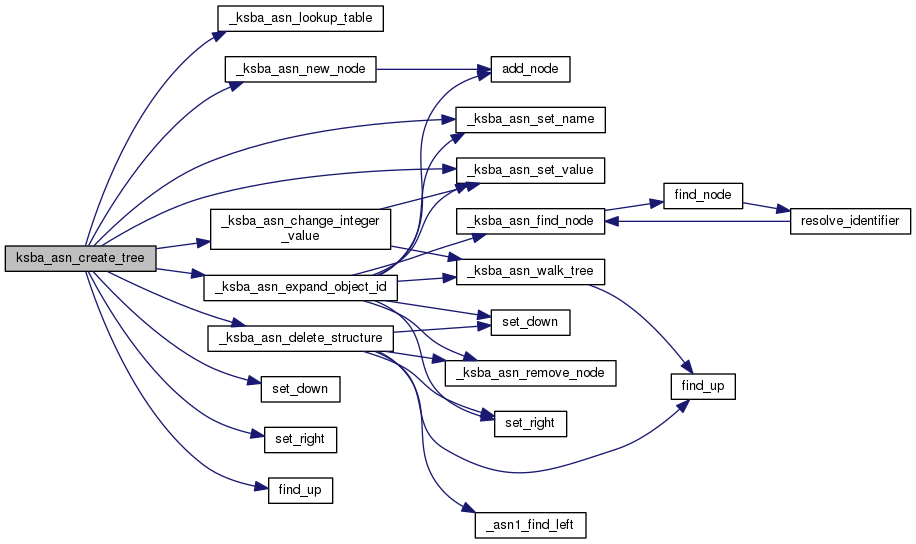 _ksba_asn_lookup_table
_ksba_asn_new_node
add_node
_ksba_asn_set_name
_ksba_asn_set_value
find_node
_ksba_asn_change_integer
_value
_ksba_asn_find_node
resolve_identifier
ksba_asn_create_tree
_ksba_asn_walk_tree
_ksba_asn_expand_object_id
set_down
_ksba_asn_delete_structure
_ksba_asn_remove_node
find_up
set_down
set_right
set_right
find_up
_asn1_find_left